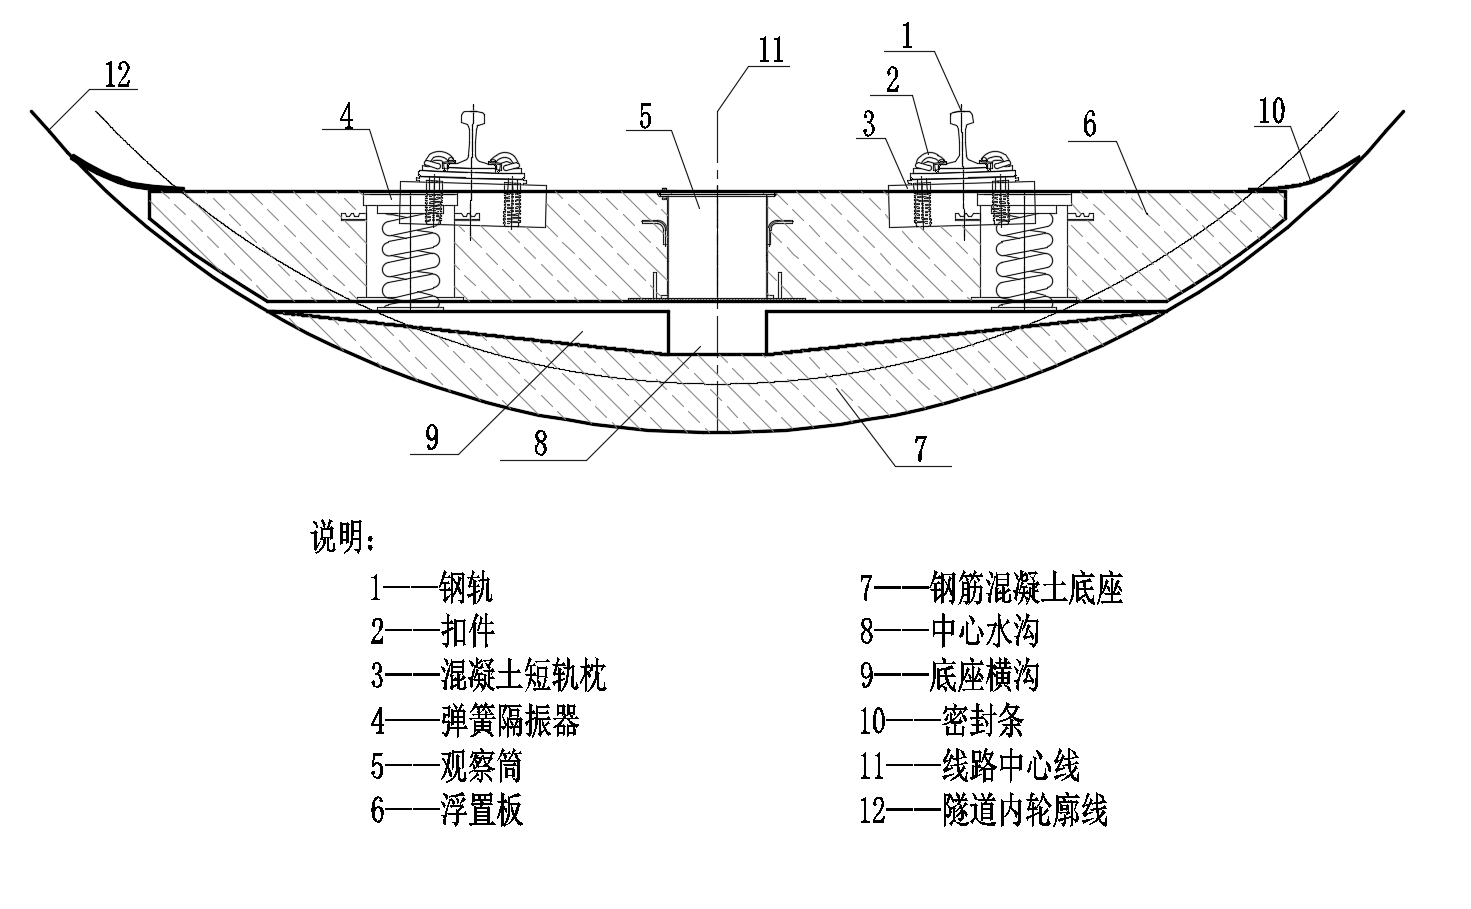 1
11
12
2
4
5
3
6
10
9
8
7
说明：
1——钢轨
2——扣件
3——混凝土短轨枕
4——弹簧隔振器
5——观察筒
6——浮置板
7——钢筋混凝土底座
8——中心水沟
9——底座横沟
10——密封条
11——线路中心线
12——隧道内轮廓线